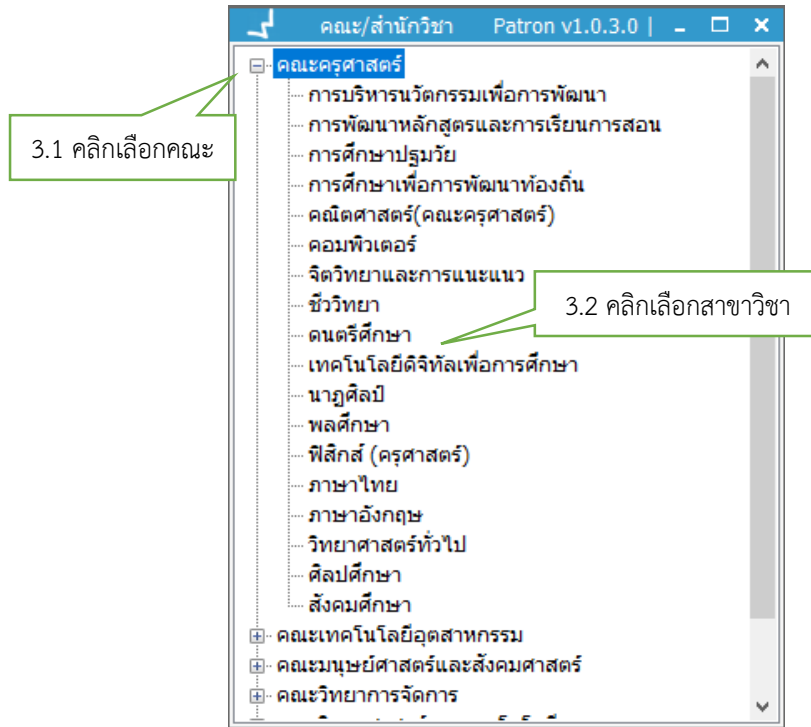 คณะ/สำนักวิชา Patron v1.0.3.0 |
คณะครุศาสตร์
การบริหารนวัตกรรมเพื่อการพัฒนา
การพัฒนาหลักสูตรและการเรียนการสอน
3.1 คลิกเลือกคณะ
การศึกษาปฐมวัย
การศึกษาเพื่อการพัฒนาท้องถิ่น
คณิตศาสตร์(คณะครุศาสตร์)
คอมพิวเตอร์
จิตวิทยาและการแนะแนว
ชีววิทยา
3.2 คลิกเลือกสาขาวิชา
ดนตรีศึกษา
เทคโนโลยีดิจิทัลเพื่อการศึกษา
นาฏศิลป์
พลศึกษา
ฟิสิกส์ (ครุศาสตร์)
ภาษาไทย
ภาษาอังกฤษ
วิทยาศาสตร์ทั่วไป
ศิลปศึกษา
สังคมศึกษา
คณะเทคโนโลยีอุตสาหกรรม
คณะมนุษย์ศาสตร์และสังคมศาสตร์
คณะวิทยาการจัดการ